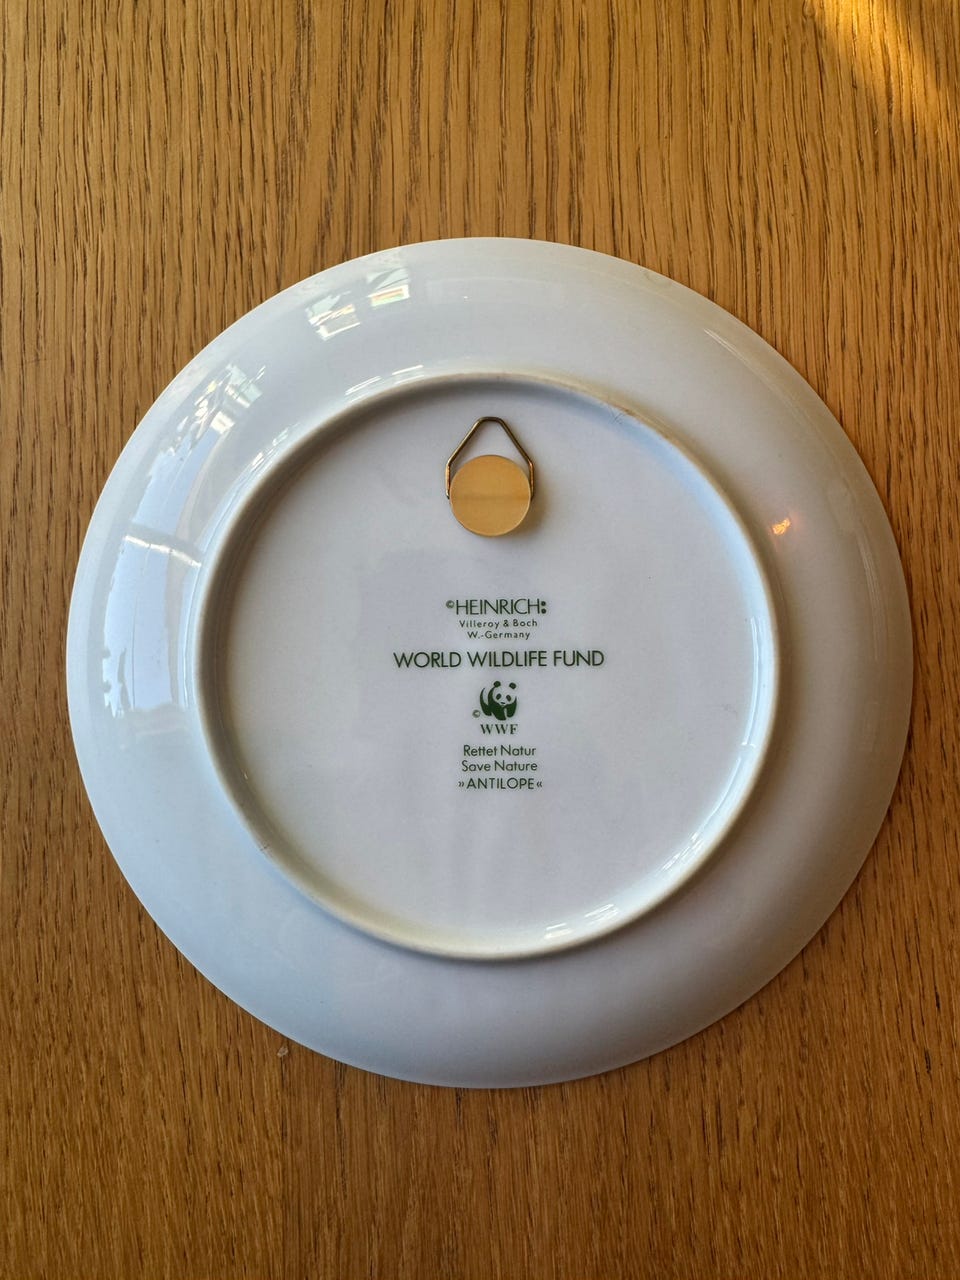 ©HEINRICH:
Villeroy & Boch
W.-Germany
WORLD WILDLIFE FUND
©
WWF
Rettet Natur
Save Nature
»ANTILOPE«